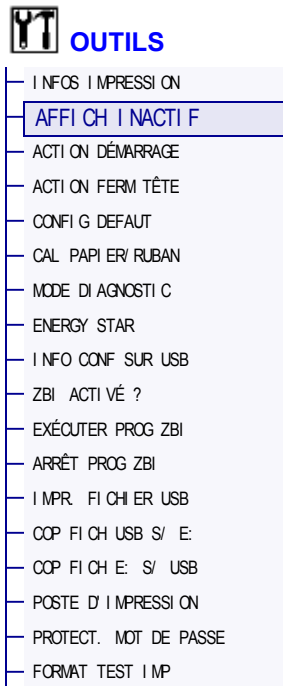 OUTILS
INFOS IMPRESSION
AFFICH INACTIF
ACTION DÉMARRAGE
ACTION FERM TÊTE
CONFIG DEFAUT
CAL PAPIER/RUBAN
MODE DIAGNOSTIC
ENERGY STAR
INFO CONF SUR USB
ZBI ACTIVÉ ?
EXÉCUTER PROG ZBI
ARRÊT PROG ZBI
IMPR. FICHIER USB
COP FICH USB S/ E:
COP FICH E: S/ USB
POSTE D'IMPRESSION
PROTECT. MOT DE PASSE
FORMAT TEST IMP